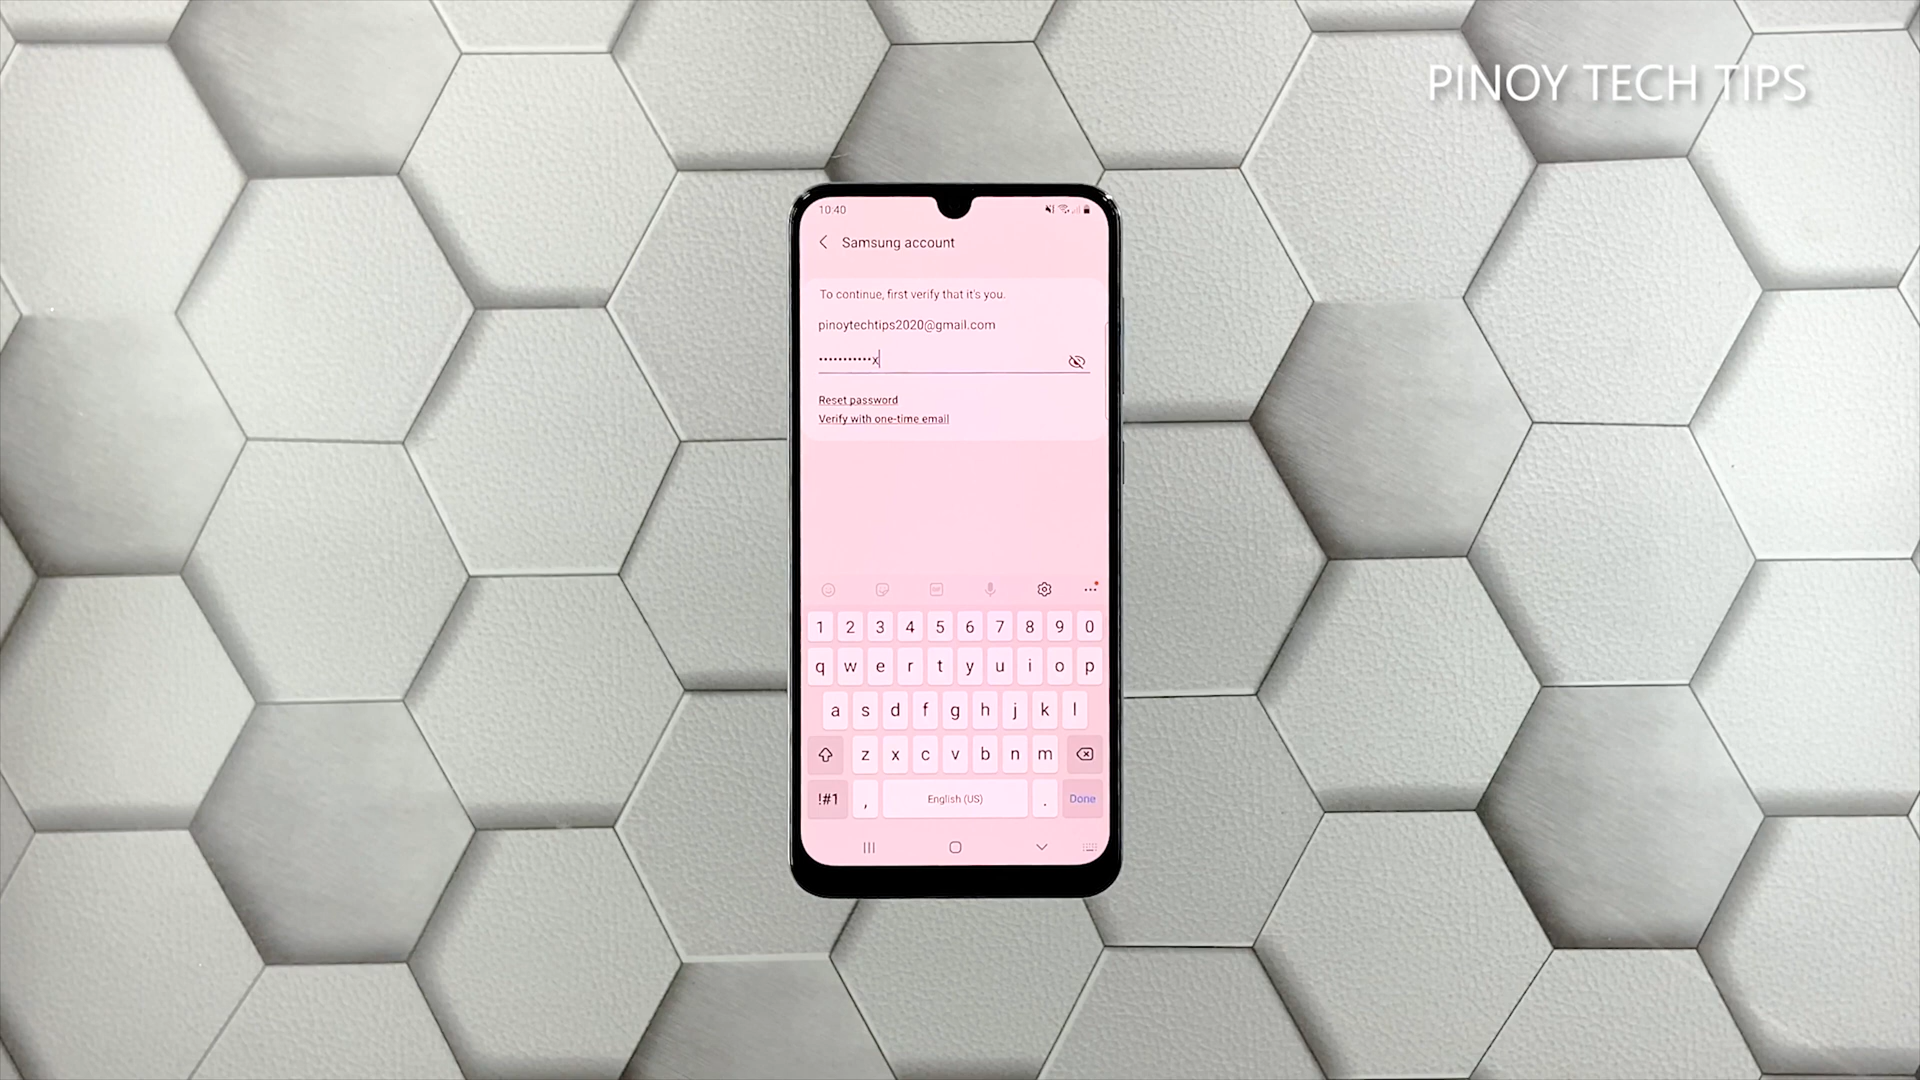 PINOY TECH TIPS
10:40
Samsung account
To continue, first verify that it's you.
pinoytechtips2020@gmail.com
•••••••••••x
Reset password
Verify with one-time email
GIF
1 2 3 4 5 6 7 8 9 0
q w e r t y u i o p
a s d f g h j k l
z x c v b n m
!#1 , English (US) . Done